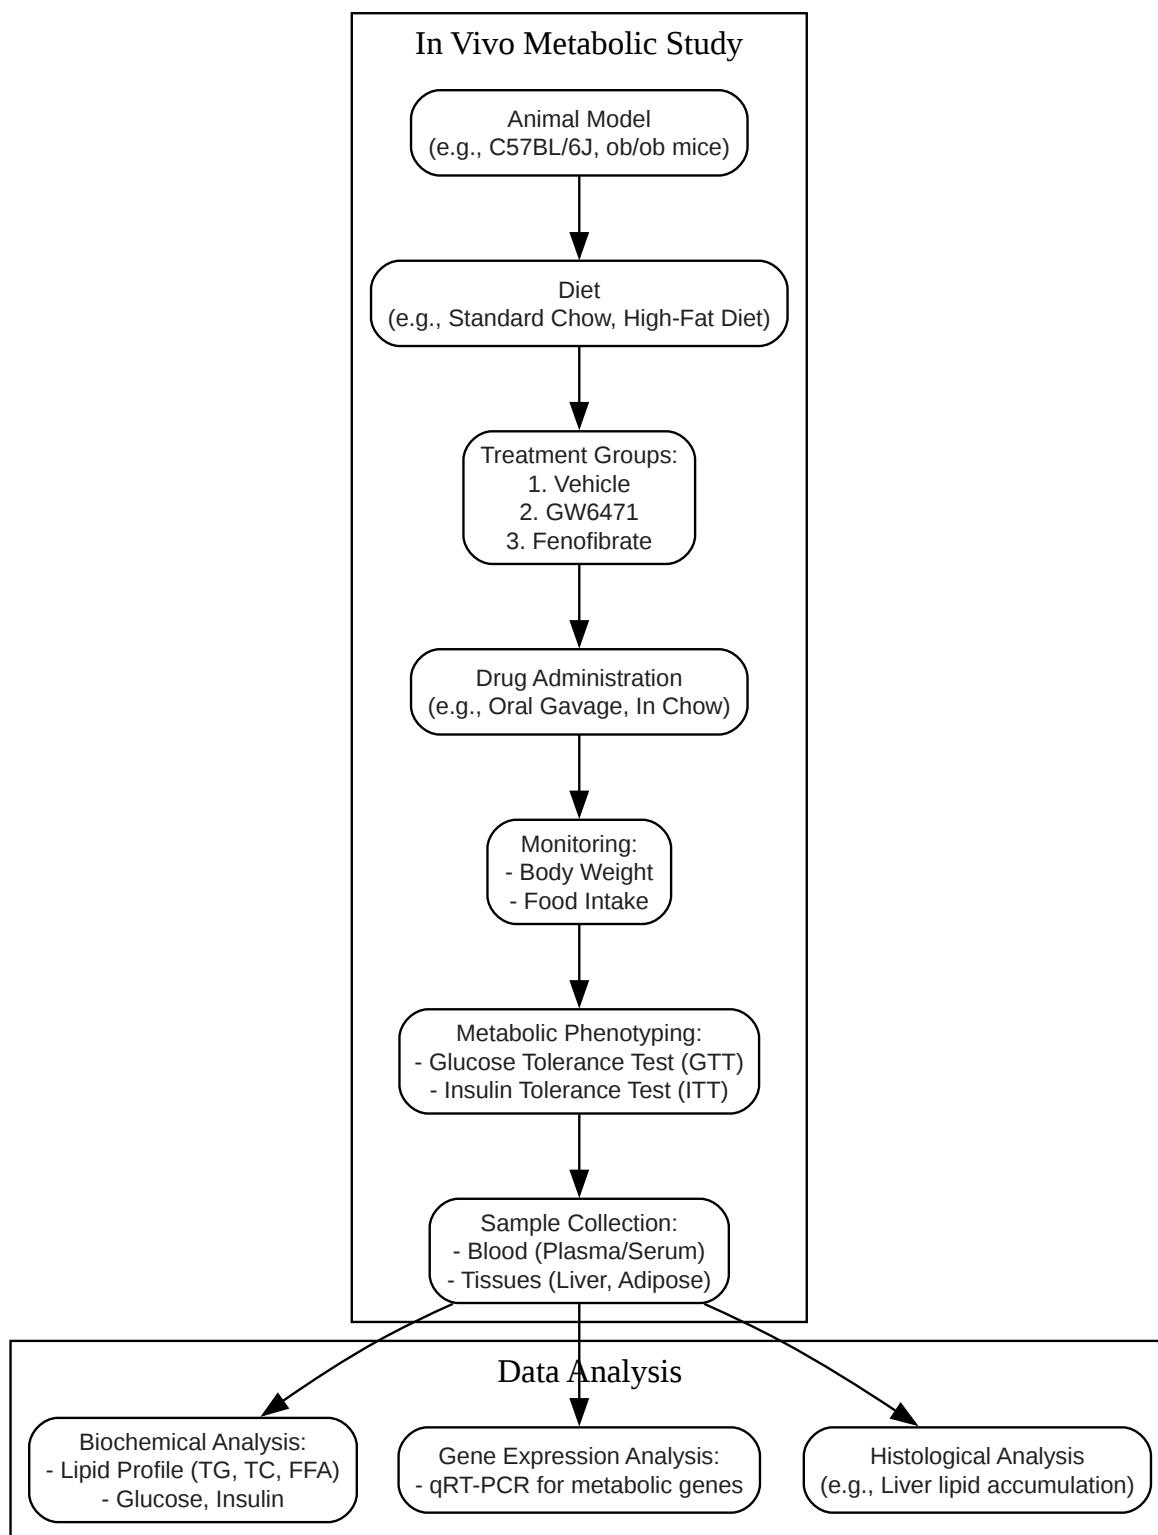 In Vivo Metabolic Study
Animal Model
(e.g., C57BL/6J, ob/ob mice)
Diet
(e.g., Standard Chow, High-Fat Diet)
Treatment Groups:
1. Vehicle
2. GW6471
3. Fenofibrate
Drug Administration
(e.g., Oral Gavage, In Chow)
Monitoring:
- Body Weight
- Food Intake
Metabolic Phenotyping:
- Glucose Tolerance Test (GTT)
- Insulin Tolerance Test (ITT)
Sample Collection:
- Blood (Plasma/Serum)
- Tissues (Liver, Adipose)
Data Analysis
Biochemical Analysis:
- Lipid Profile (TG, TC, FFA)
- Glucose, Insulin
Gene Expression Analysis:
- qRT-PCR for metabolic genes
Histological Analysis
(e.g., Liver lipid accumulation)